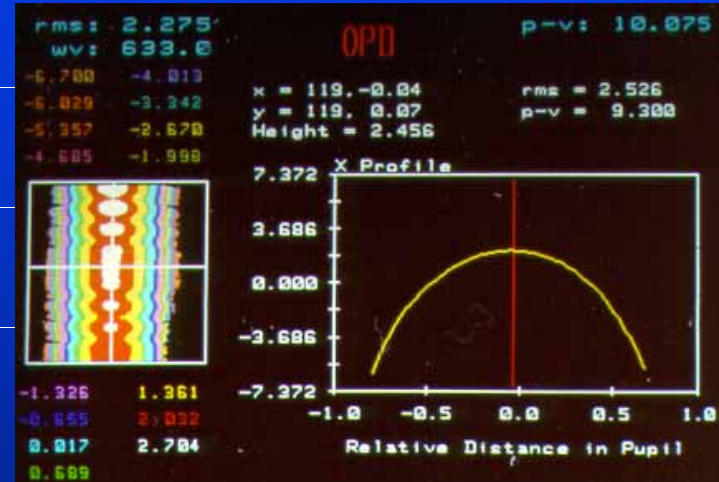 rms: 2.275
wv: 633.0
OPD
p-v: 10.075
-6.700 -4.013
-6.029 -3.342
-5.357 -2.670
-4.685 -1.998
x = 119,-0.04
y = 119, 0.07
Height = 2.456
rms = 2.526
p-v = 9.300
X Profile
7.372
3.686
0.000
-3.686
-7.372
-1.0 -0.5 0.0 0.5 1.0
Relative Distance in Pupil
-1.326 1.361
-0.655 2.032
0.017 2.704
0.689